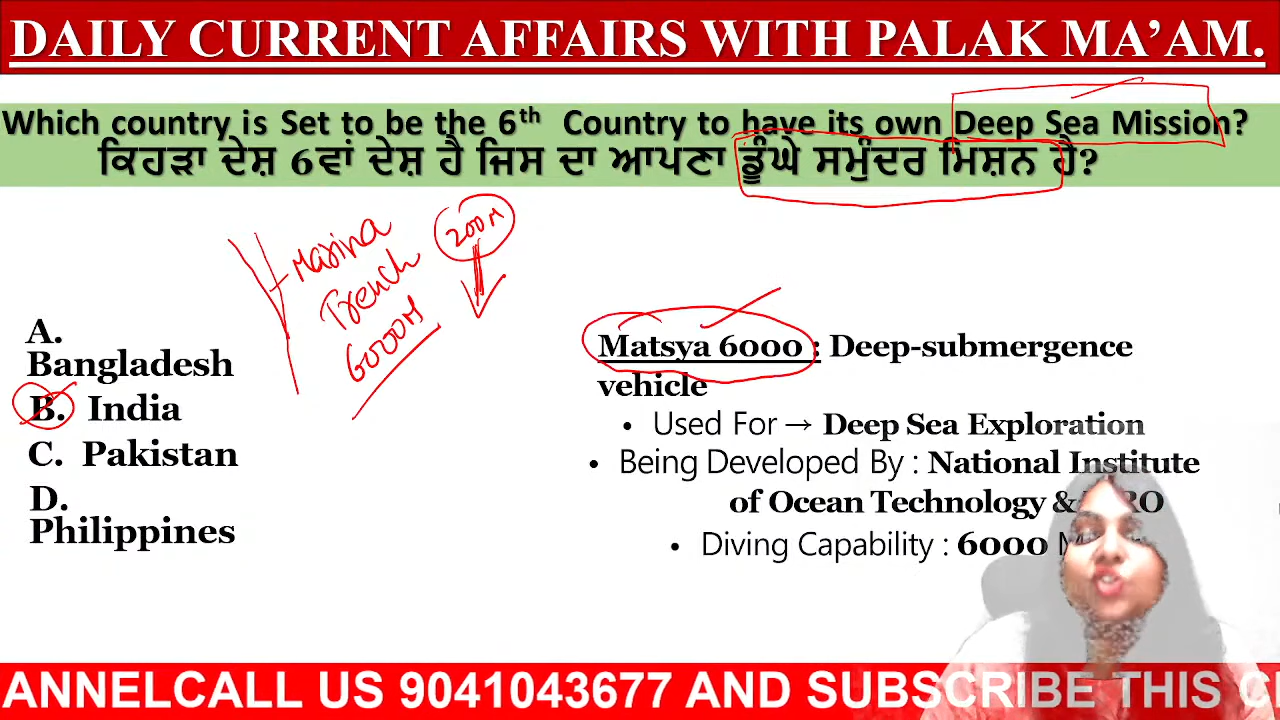 DAILY CURRENT AFFAIRS WITH PALAK MA’AM.
Which country is Set to be the 6th Country to have its own Deep Sea Mission?
ਕਿਹੜਾ ਦੇਸ਼ 6ਵਾਂ ਦੇਸ਼ ਹੈ ਜਿਸ ਦਾ ਆਪਣਾ ਡੂੰਘੇ ਸਮੁੰਦਰ ਮਿਸ਼ਨ ਹੈ?
200M
Marina
Trench
6000M
A.
Bangladesh
B. India
C. Pakistan
D.
Philippines
Matsya 6000 : Deep-submergence
vehicle
• Used For → Deep Sea Exploration
• Being Developed By : National Institute
of Ocean Technology &
• Diving Capability : 6000
ANNELCALL US 9041043677 AND SUBSCRIBE THIS C